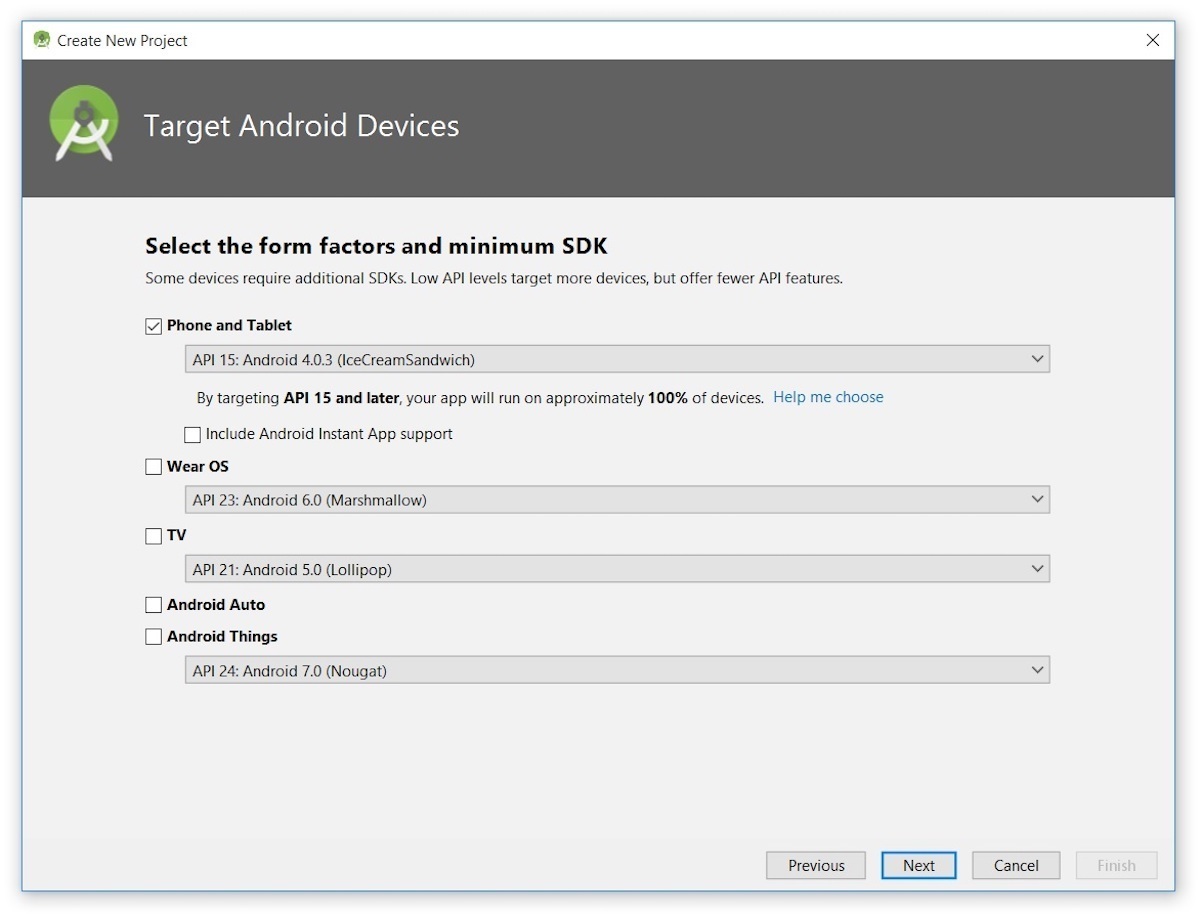 Create New Project
Target Android Devices
Select the form factors and minimum SDK
Some devices require additional SDKs. Low API levels target more devices, but offer fewer API features.
Phone and Tablet
API 15: Android 4.0.3 (IceCreamSandwich)
By targeting API 15 and later, your app will run on approximately 100% of devices. Help me choose
Include Android Instant App support
Wear OS
API 23: Android 6.0 (Marshmallow)
TV
API 21: Android 5.0 (Lollipop)
Android Auto
Android Things
API 24: Android 7.0 (Nougat)
Previous Next Cancel Finish